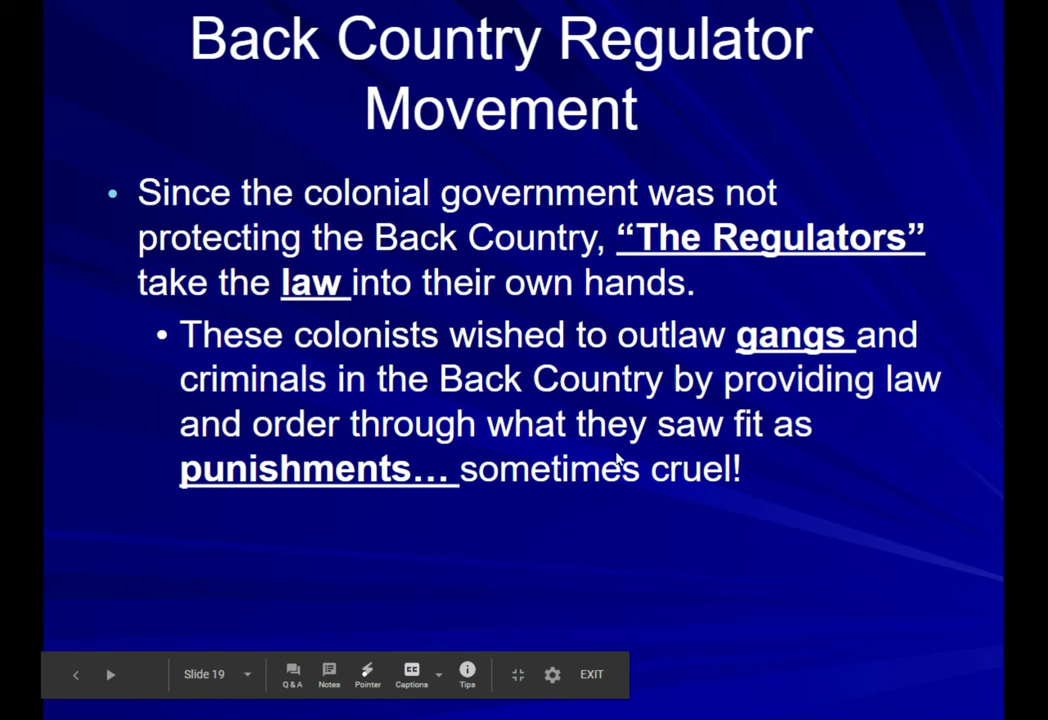 Back Country Regulator
Movement
• Since the colonial government was not
protecting the Back Country, “The Regulators”
take the law into their own hands.
• These colonists wished to outlaw gangs and
criminals in the Back Country by providing law
and order through what they saw fit as
punishments… sometimes cruel!
Slide 19 Q & A Notes Pointer CC Captions Tips EXIT